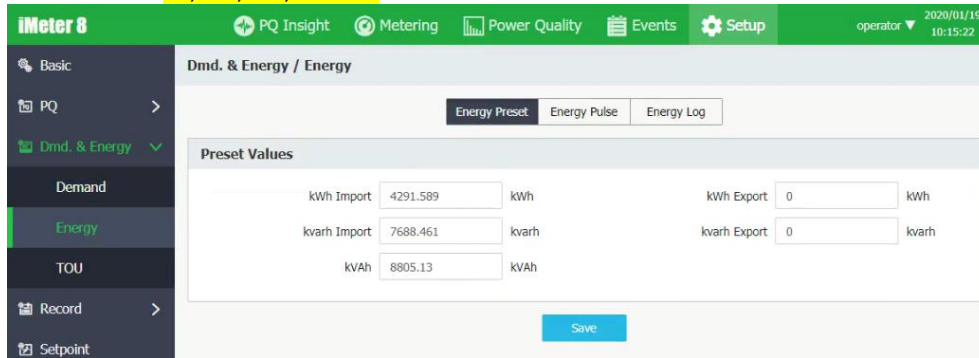 iMeter 8
PQ Insight
Metering
Power Quality
Events
Setup
operator ▼
2020/01/19
10:15:22
Basic
PQ
Dmd. & Energy
Demand
Energy
TOU
Record
Setpoint
Dmd. & Energy / Energy
Energy Preset
Energy Pulse
Energy Log
Preset Values
kWh Import 4291.589 kWh
kWh Export 0 kWh
kvarh Import 7688.461 kvarh
kvarh Export 0 kvarh
kVAh 8805.13 kVAh
Save